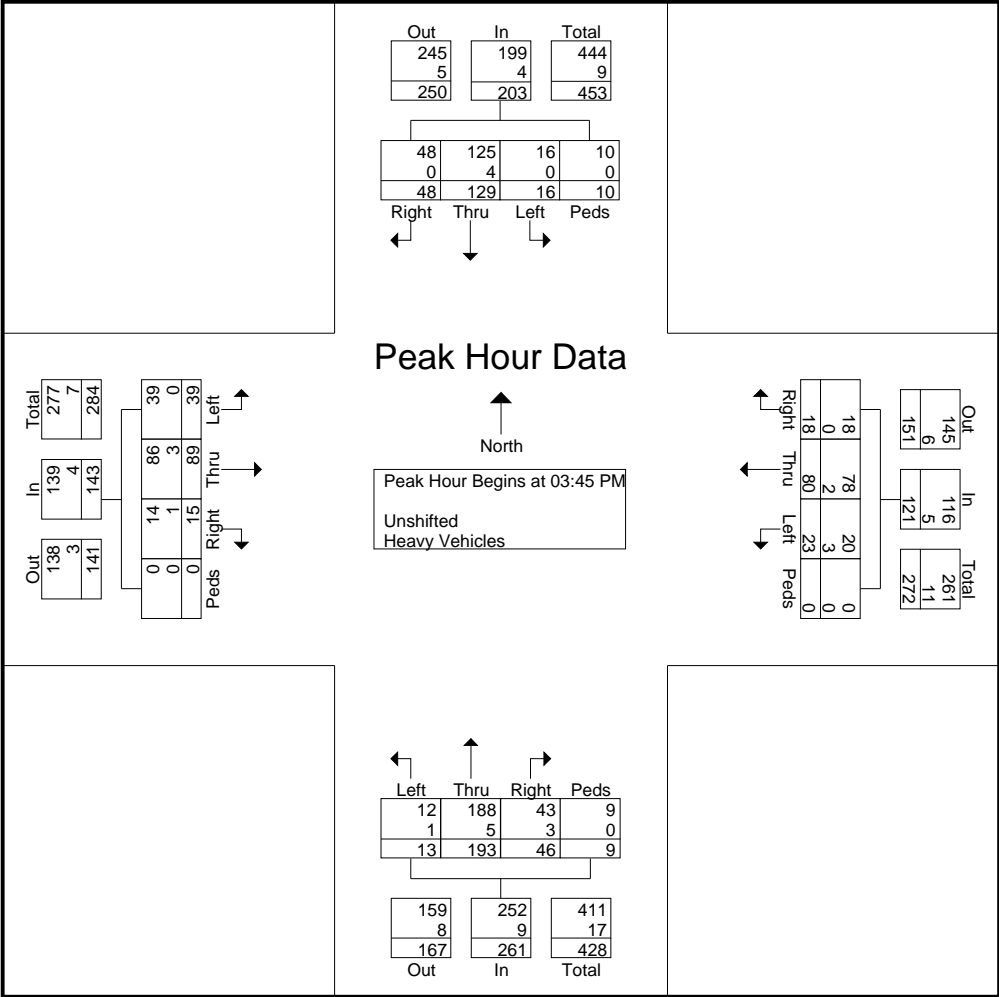 Out In Total
245 199 444
5 4 9
250 203 453
48 125 16 10
0 4 0 0
48 129 16 10
Right Thru Left Peds
Peak Hour Data
North
Peak Hour Begins at 03:45 PM
Unshifted
Heavy Vehicles
Total In Out
277 139 138
7 4 3
284 143 141
39 86 14 0
0 3 1 0
39 89 15 0
Left Thru Right Peds
Out In Total
145 116 261
6 5 11
151 121 272
18 78 20 0
0 2 3 0
18 80 23 0
Right Thru Left Peds
Left Thru Right Peds
12 188 43 9
1 5 3 0
13 193 46 9
159 252 411
8 9 17
167 261 428
Out In Total